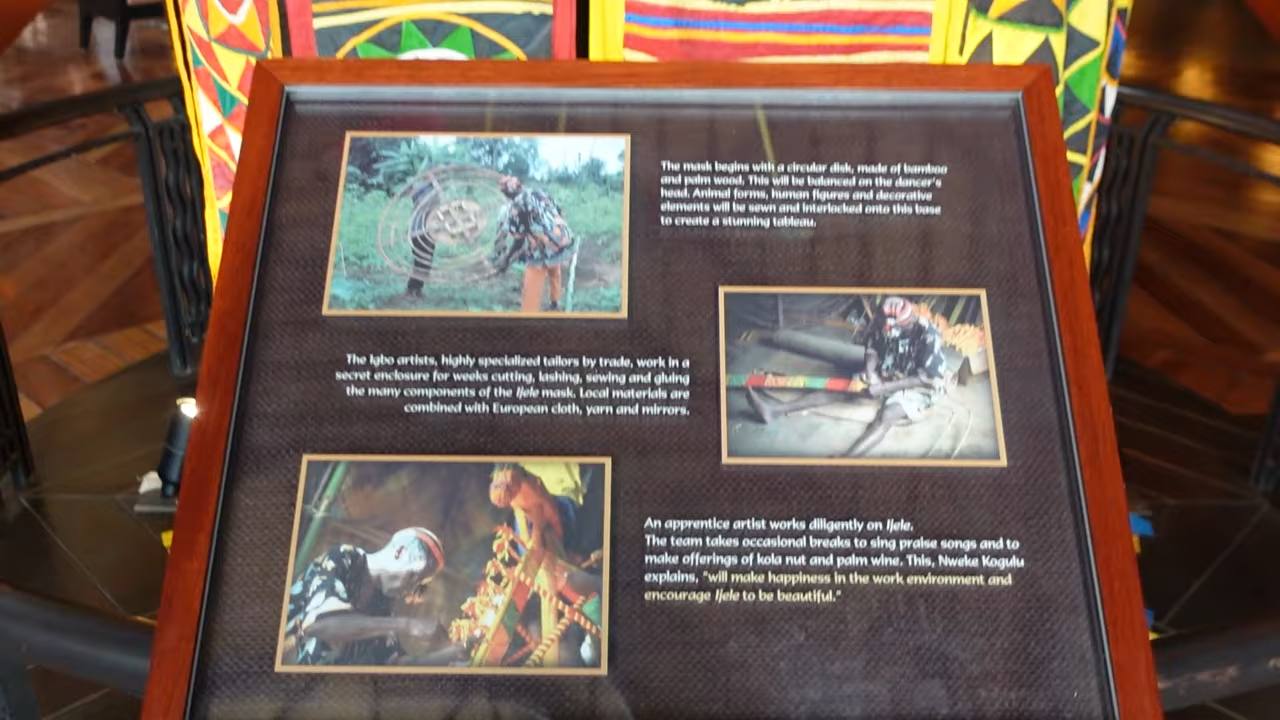 The mask begins with a circular disk, made of bamboo
and palm wood. This will be balanced on the dancer's
head. Animal forms, human figures and decorative
elements will be sewn and interlocked onto this base
to create a stunning tableau.
The Igbo artists, highly specialized tailors by trade, work in a
secret enclosure for weeks cutting, lashing, sewing and gluing
the many components of the Ijele mask. Local materials are
combined with European cloth, yarn and mirrors.
An apprentice artist works diligently on Ijele.
The team takes occasional breaks to sing praise songs and to
make offerings of kola nut and palm wine. This, Nweke Kogulu
explains, "will make happiness in the work environment and
encourage Ijele to be beautiful."